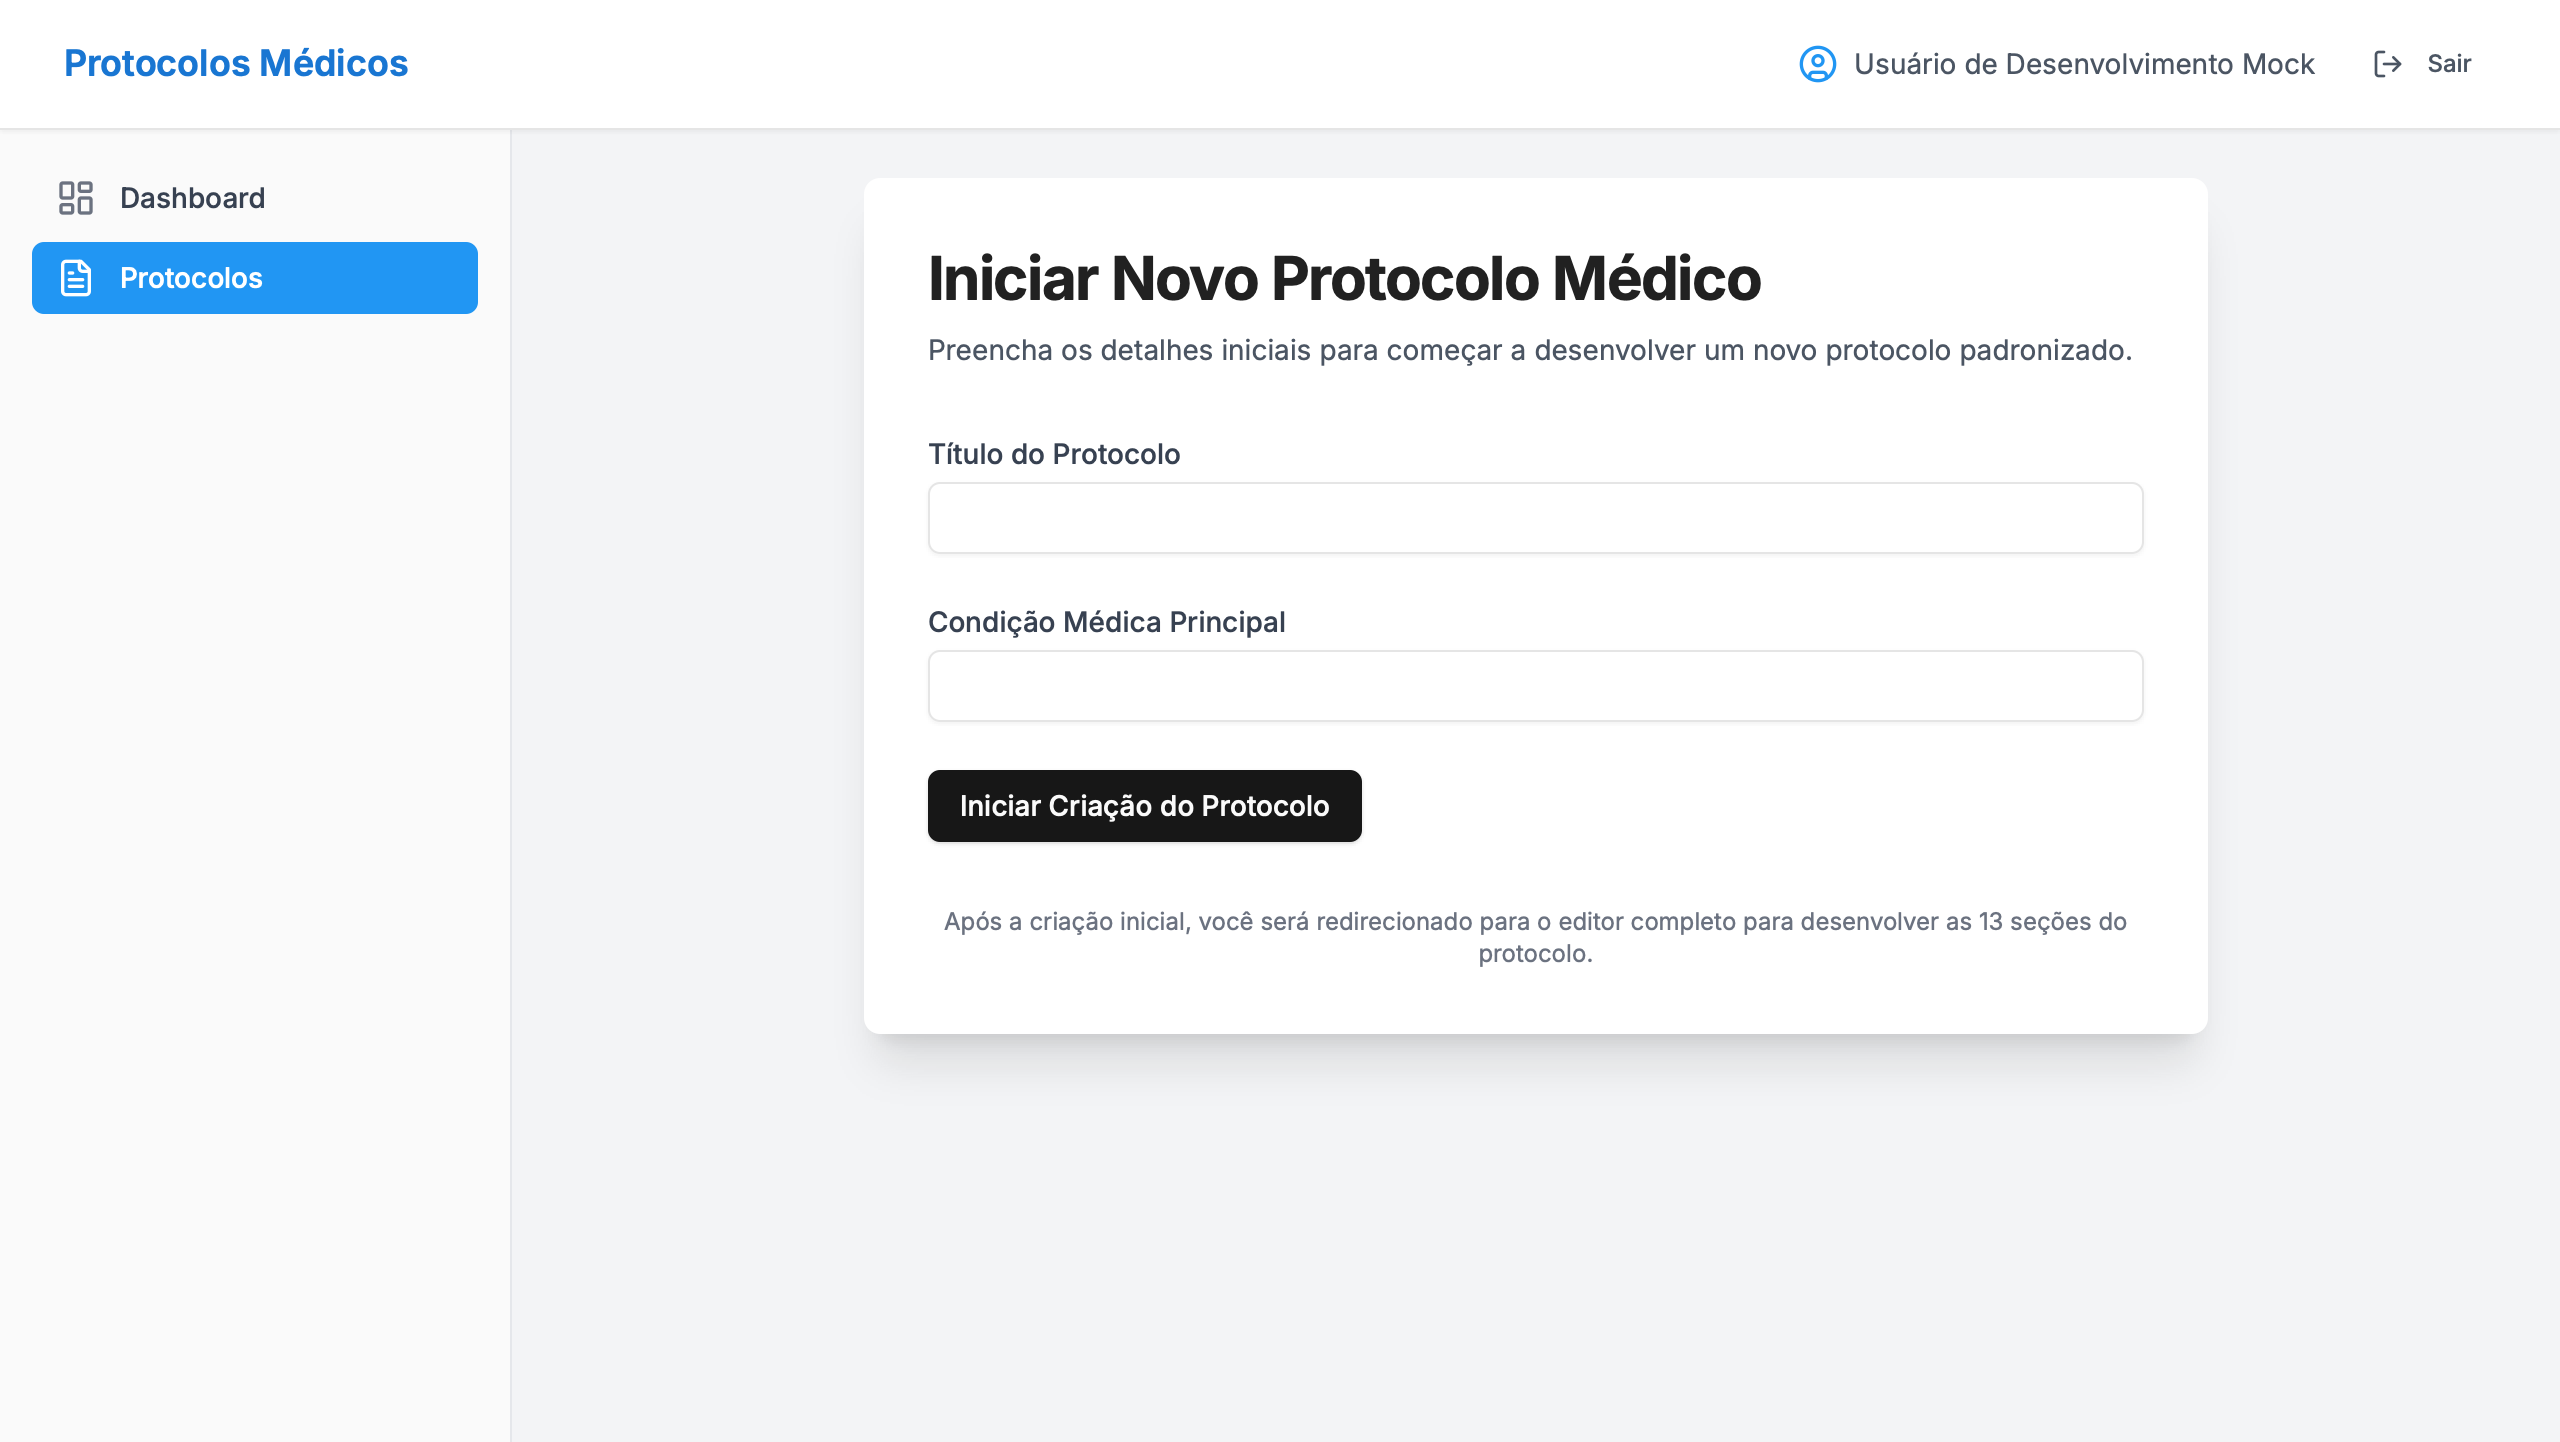 Protocolos Médicos
Usuário de Desenvolvimento Mock
Sair
Dashboard
Protocolos
Iniciar Novo Protocolo Médico
Preencha os detalhes iniciais para começar a desenvolver um novo protocolo padronizado.
Título do Protocolo
Condição Médica Principal
Iniciar Criação do Protocolo
Após a criação inicial, você será redirecionado para o editor completo para desenvolver as 13 seções do
protocolo.